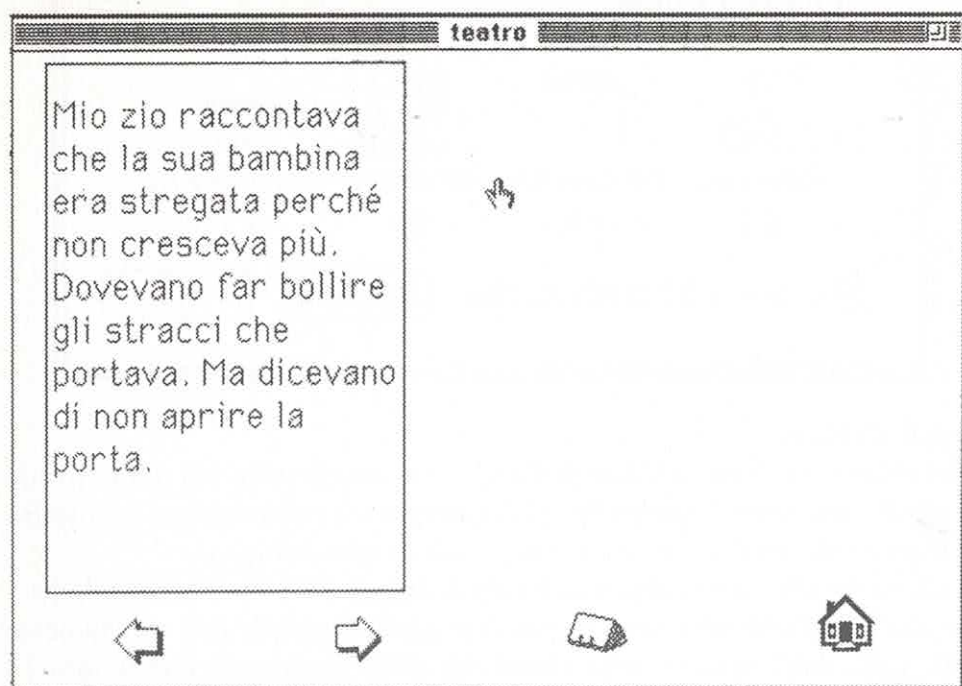 teatro
Mio zio raccontava
che la sua bambina
era stregata perché
non cresceva più.
Dovevano far bollire
gli stracci che
portava. Ma dicevano
di non aprire la
porta.